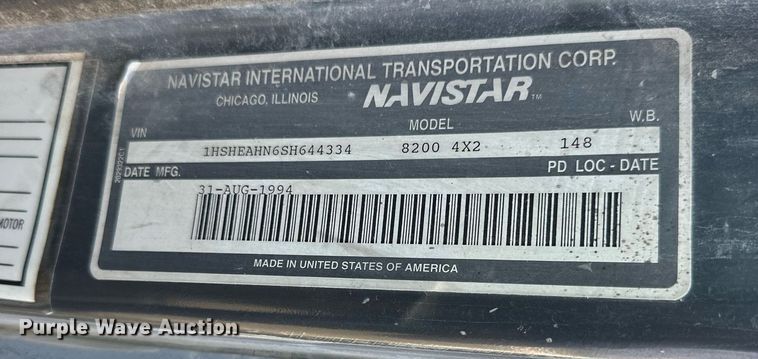 NAVISTAR INTERNATIONAL TRANSPORTATION CORP.
CHICAGO, ILLINOIS NAVISTAR TM
VIN MODEL W.B.
1HSHEAHN6SH644334 8200 4X2 148
DATE MFG. PD LOC - DATE
31-AUG-1994
MADE IN UNITED STATES OF AMERICA
MOTOR
Purple Wave Auction